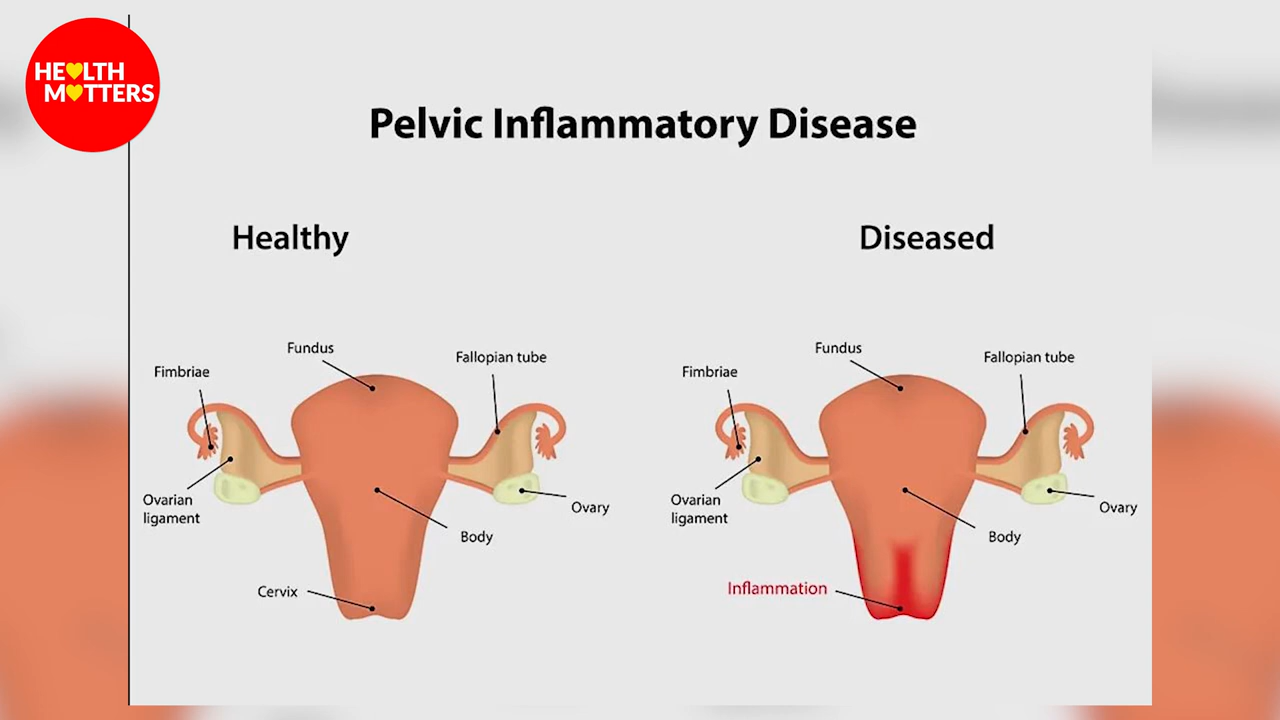 HEALTH
MATTERS
Pelvic Inflammatory Disease
Healthy
Diseased
Fundus
Fallopian tube
Fimbriae
Ovarian
ligament
Ovary
Body
Cervix
Fundus
Fallopian tube
Fimbriae
Ovarian
ligament
Ovary
Body
Inflammation